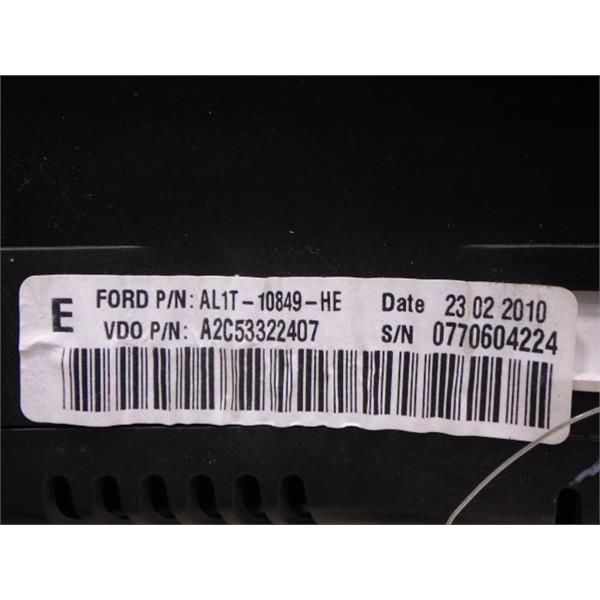 E FORD P/N: AL1T-10849-HE Date 23 02 2010
VDO P/N: A2C53322407 S/N 0770604224